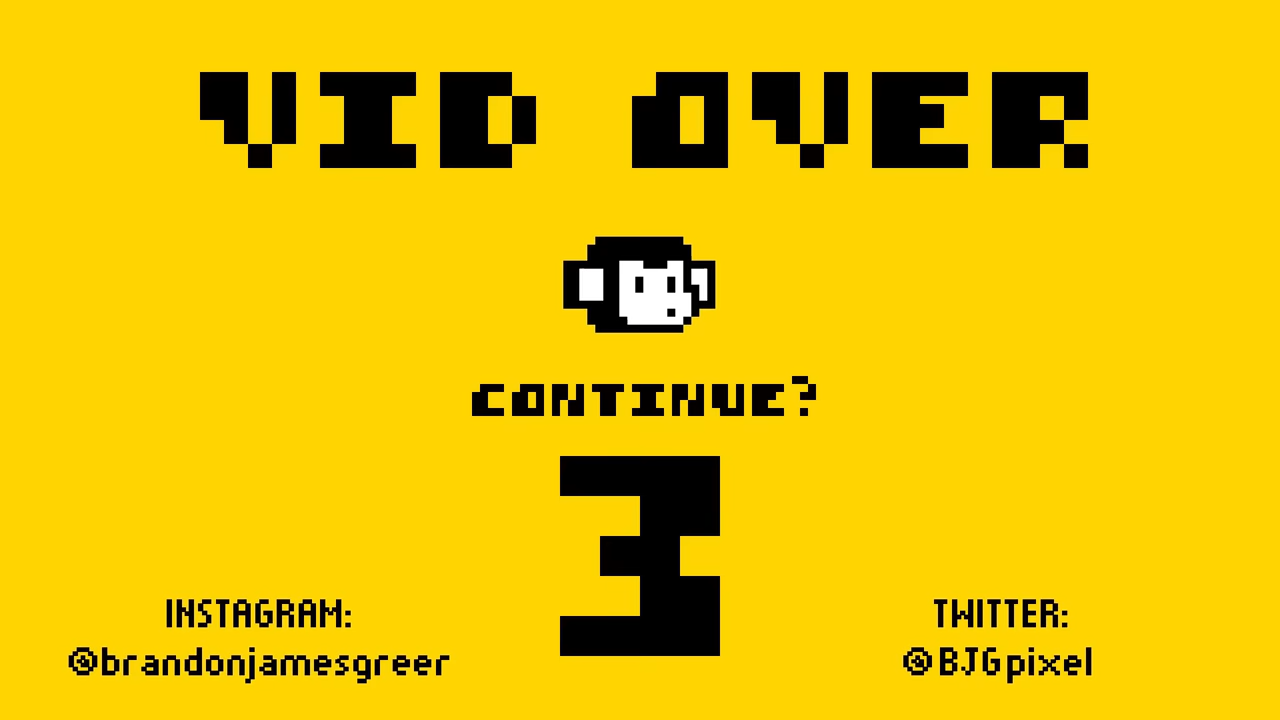 VID OVER
CONTINUE?
3
INSTAGRAM:
@brandonjamesgreer
TWITTER:
@BJGpixel